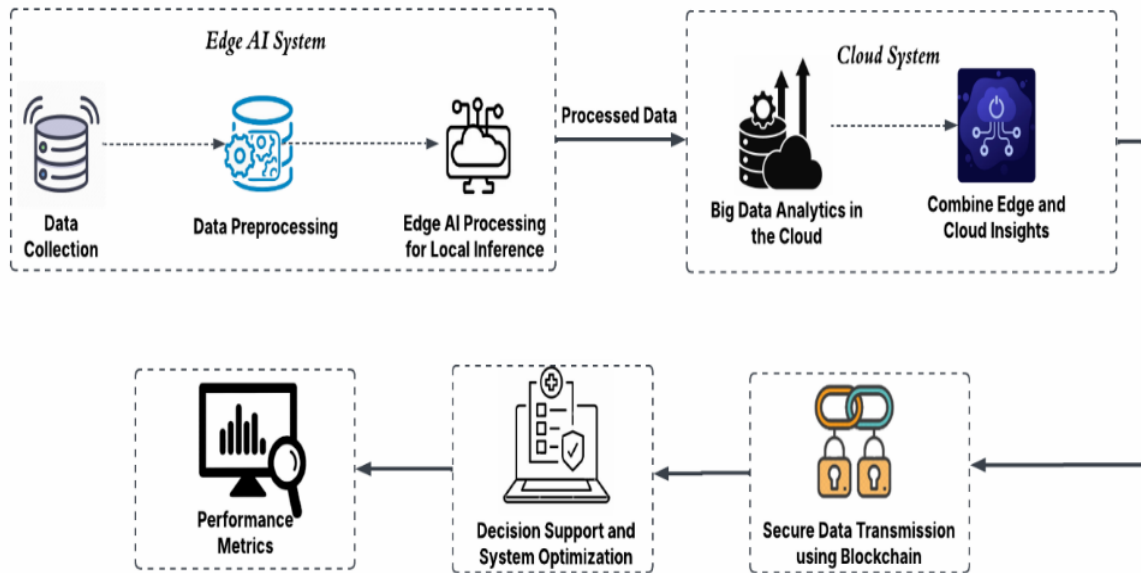 Edge AI System
Data
Collection
Data Preprocessing
Edge AI Processing
for Local Inference
Processed Data
Cloud System
Big Data Analytics in
the Cloud
Combine Edge and
Cloud Insights
Performance
Metrics
Decision Support and
System Optimization
Secure Data Transmission
using Blockchain